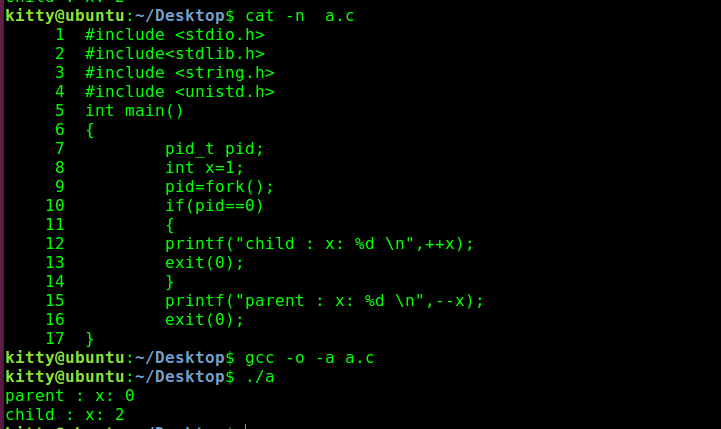 child : x: 2
kitty@ubuntu:~/Desktop$ cat -n  a.c
     1  #include <stdio.h>
     2  #include<stdlib.h>
     3  #include <string.h>
     4  #include <unistd.h>
     5  int main()
     6  {
     7          pid_t pid;
     8          int x=1;
     9          pid=fork();
    10          if(pid==0)
    11          {
    12          printf("child : x: %d \n",++x);
    13          exit(0);
    14          }
    15          printf("parent : x: %d \n",--x);
    16          exit(0);
    17  }
kitty@ubuntu:~/Desktop$ gcc -o -a a.c
kitty@ubuntu:~/Desktop$ ./a
parent : x: 0
child : x: 2
kitty@ubuntu:~/Desktop$